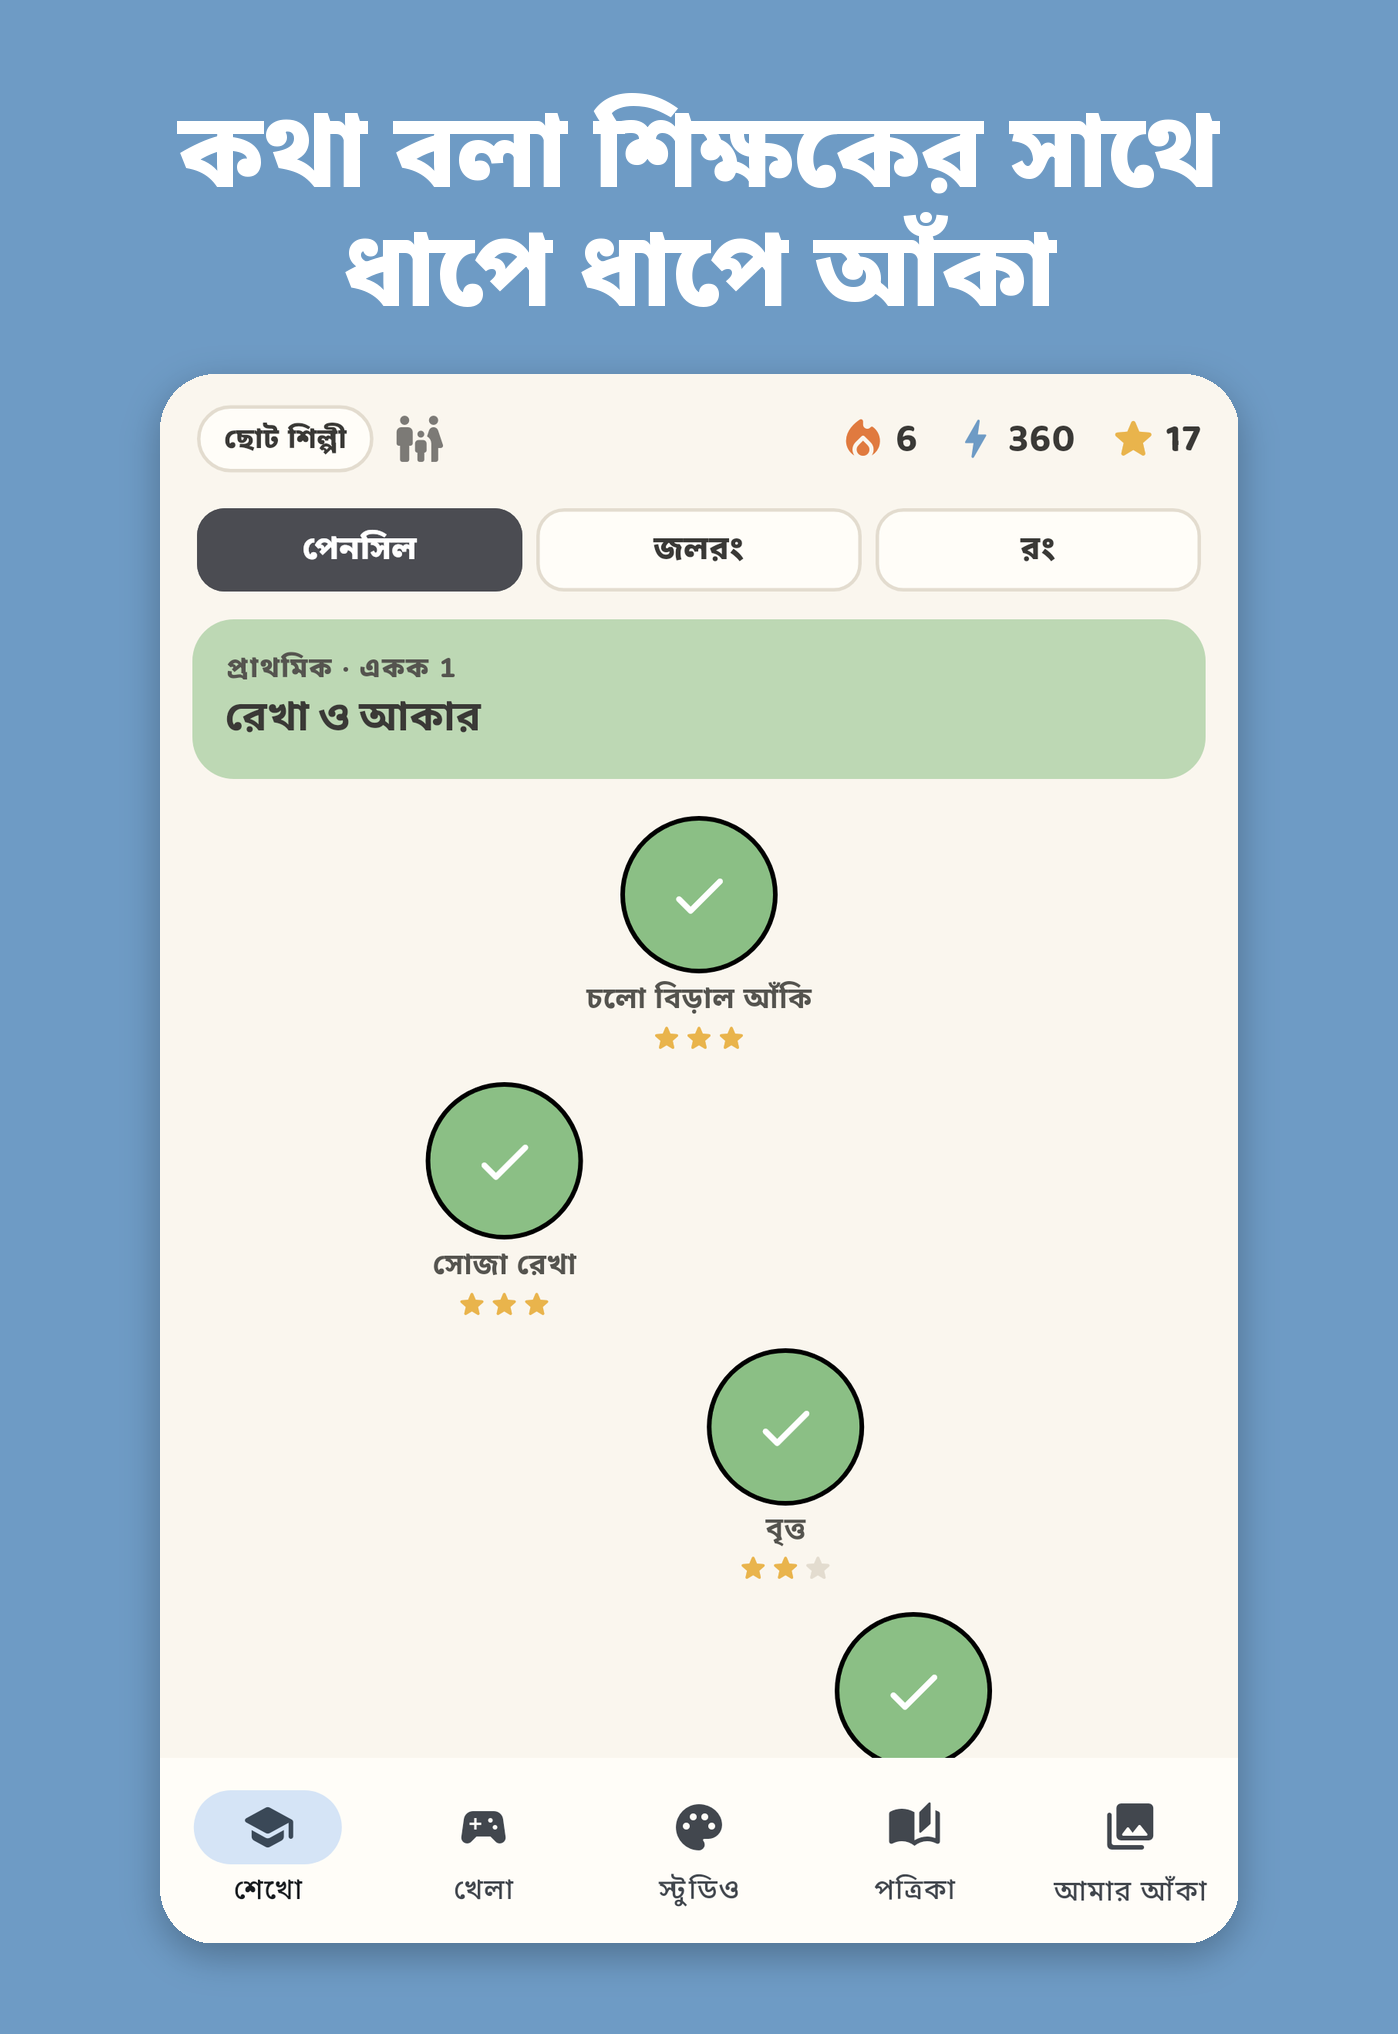 কথা বলা শিক্ষকের সাথে
ধাপে ধাপে আঁকা
ছোট শিল্পী 6 360 17
পেনসিল জলরং রং
প্রাথমিক · একক 1
রেখা ও আকার
চলো বিড়াল আঁকি
সোজা রেখা
বৃত্ত
শেখো খেলা স্টুডিও পত্রিকা আমার আঁকা